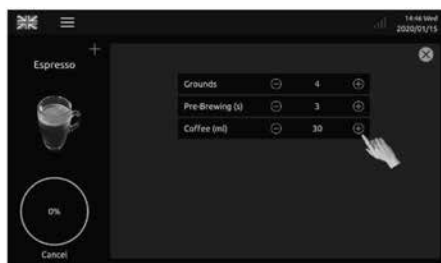 14:46 Wed
2020/01/15
Espresso
Grounds 4
Pre-Brewing (s) 3
Coffee (ml) 30
0%
Cancel